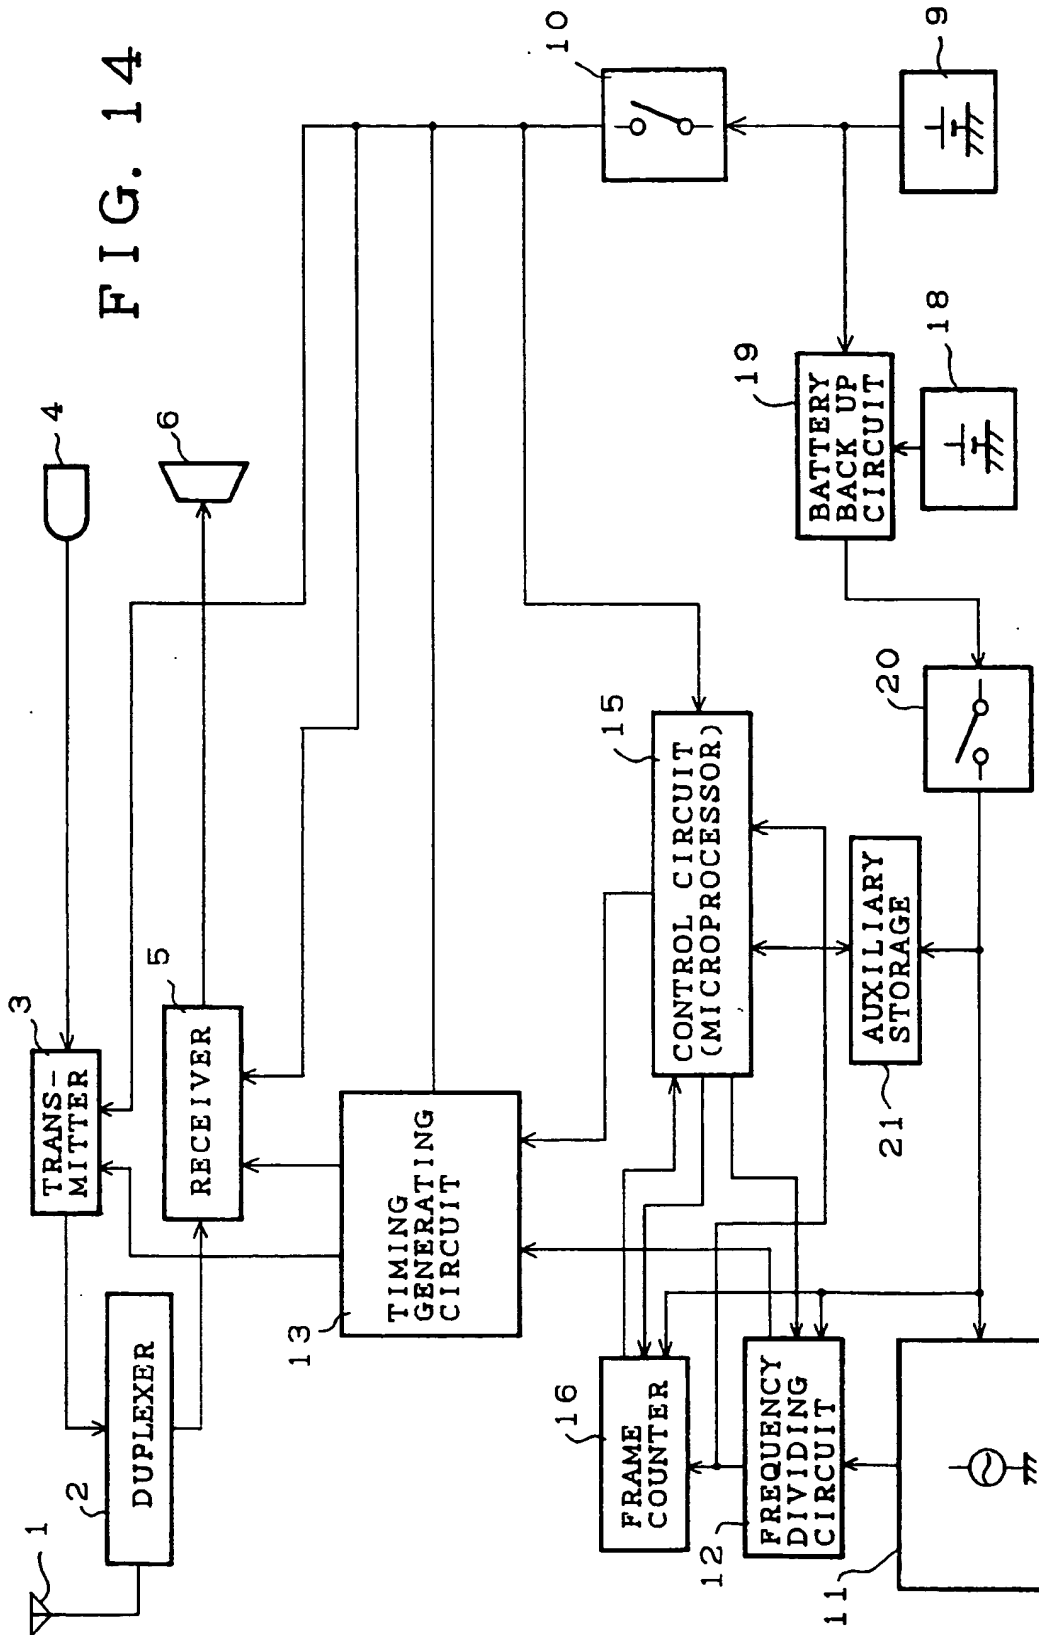 FIG. 14
1
2
DUPLEXER
3
TRANS-
MITTER
4
5
RECEIVER
6
13
TIMING
GENERATING
CIRCUIT
10
15
CONTROL CIRCUIT
(MICROPROCESSOR)
16
FRAME
COUNTER
12
FREQUENCY
DIVIDING
CIRCUIT
11
21
AUXILIARY
STORAGE
20
19
BATTERY
BACK UP
CIRCUIT
18
9